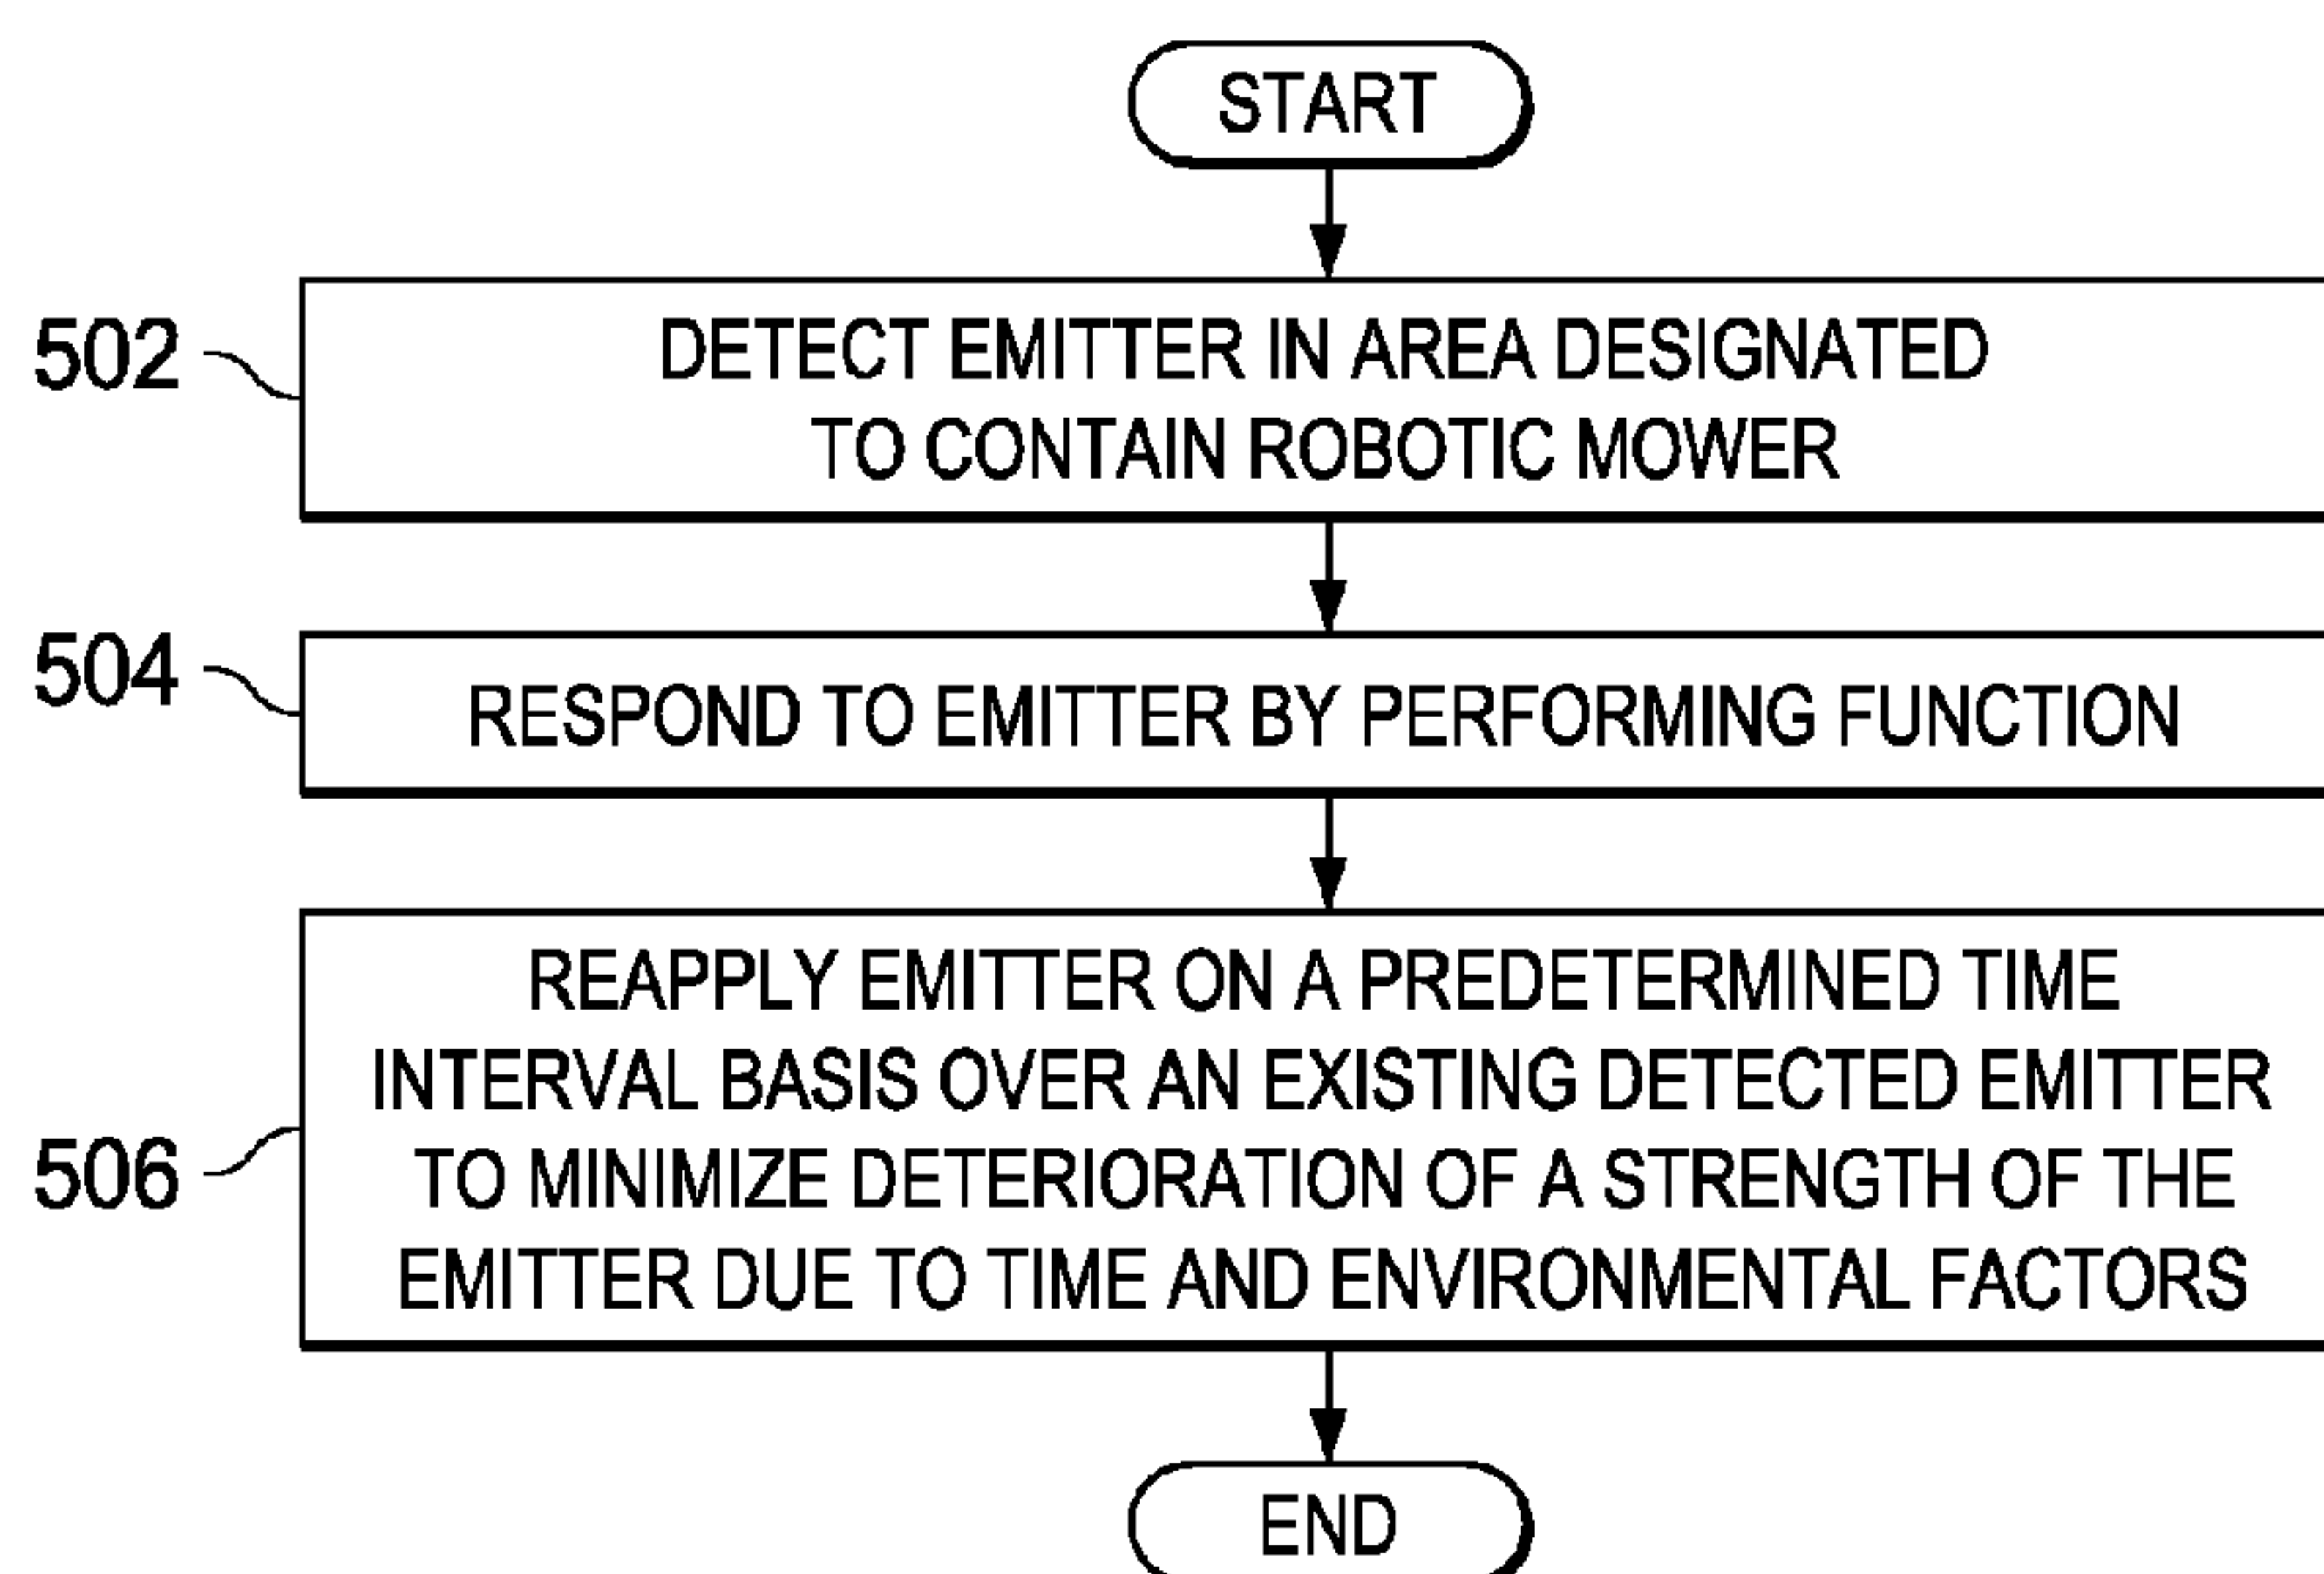 START
502
DETECT EMITTER IN AREA DESIGNATED
TO CONTAIN ROBOTIC MOWER
504
RESPOND TO EMITTER BY PERFORMING FUNCTION
506
REAPPLY EMITTER ON A PREDETERMINED TIME
INTERVAL BASIS OVER AN EXISTING DETECTED EMITTER
TO MINIMIZE DETERIORATION OF A STRENGTH OF THE
EMITTER DUE TO TIME AND ENVIRONMENTAL FACTORS
END